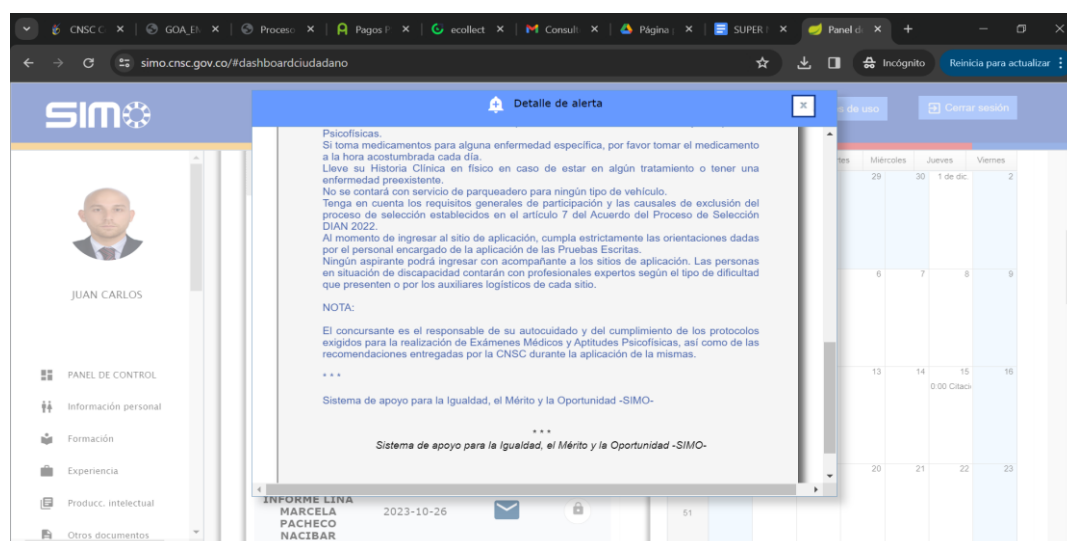 CNSC C
GOA_EM
Proceso
Pagos P
ecollect
Consult
Página
SUPER
Panel d
simo.cnsc.gov.co/#dashboardciudadano
Incógnito
Reinicia para actualizar
simo
Detalle de alerta
s de uso
Cerrar sesión
Psicofísicas.
Si toma medicamentos para alguna enfermedad específica, por favor tomar el medicamento
a la hora acostumbrada cada día.
Lleve su Historia Clínica en físico en caso de estar en algún tratamiento o tener una
enfermedad preexistente.
No se contará con servicio de parqueadero para ningún tipo de vehículo.
Tenga en cuenta los requisitos generales de participación y las causales de exclusión del
proceso de selección establecidos en el artículo 7 del Acuerdo del Proceso de Selección
DIAN 2022.
Al momento de ingresar al sitio de aplicación, cumpla estrictamente las orientaciones dadas
por el personal encargado de la aplicación de las Pruebas Escritas.
Ningún aspirante podrá ingresar con acompañante a los sitios de aplicación. Las personas
en situación de discapacidad contarán con profesionales expertos según el tipo de dificultad
que presenten o por los auxiliares logísticos de cada sitio.
NOTA:
El concursante es el responsable de su autocuidado y del cumplimiento de los protocolos
exigidos para la realización de Exámenes Médicos y Aptitudes Psicofísicas, así como de las
recomendaciones entregadas por la CNSC durante la aplicación de la mismas.
* * *
Sistema de apoyo para la Igualdad, el Mérito y la Oportunidad -SIMO-
* * *
Sistema de apoyo para la Igualdad, el Mérito y la Oportunidad -SIMO-
JUAN CARLOS
PANEL DE CONTROL
Información personal
Formación
Experiencia
Producc. intelectual
Otros documentos
INFORME LINA
MARCELA
PACHECO
NACIBAR
2023-10-26
tes Miércoles Jueves Viernes
29 30 1 de dic. 2
6 7 8 9
13 14 15 16
0:00 Citaci
20 21 22 23
51